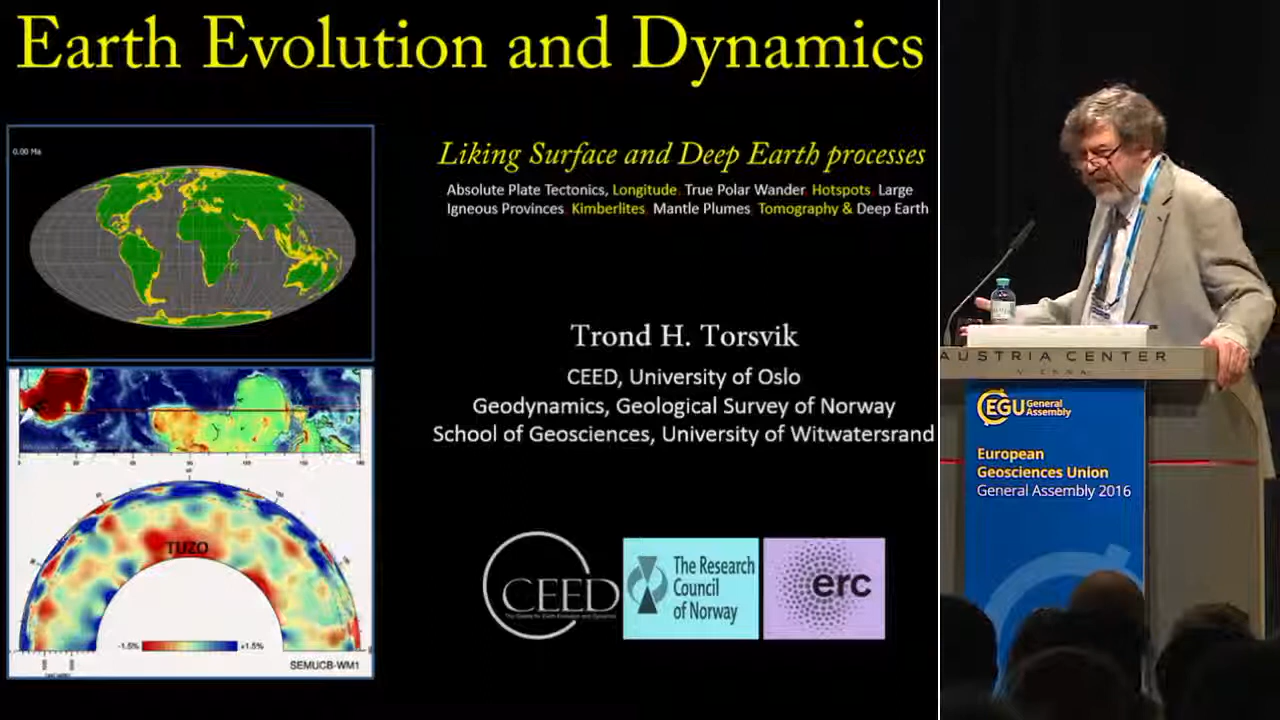 Earth Evolution and Dynamics
0.00 Ma
Liking Surface and Deep Earth processes
Absolute Plate Tectonics, Longitude, True Polar Wander, Hotspots, Large
Igneous Provinces, Kimberlites, Mantle Plumes, Tomography & Deep Earth
Trond H. Torsvik
CEED, University of Oslo
Geodynamics, Geological Survey of Norway
School of Geosciences, University of Witwatersrand
TUZO
-1.5%
+1.5%
SEMUCB-WM1
CEED
The Research
Council
of Norway
erc
AUSTRIA CENTER
VIENNA
EGU General
Assembly
European
Geosciences Union
General Assembly 2016